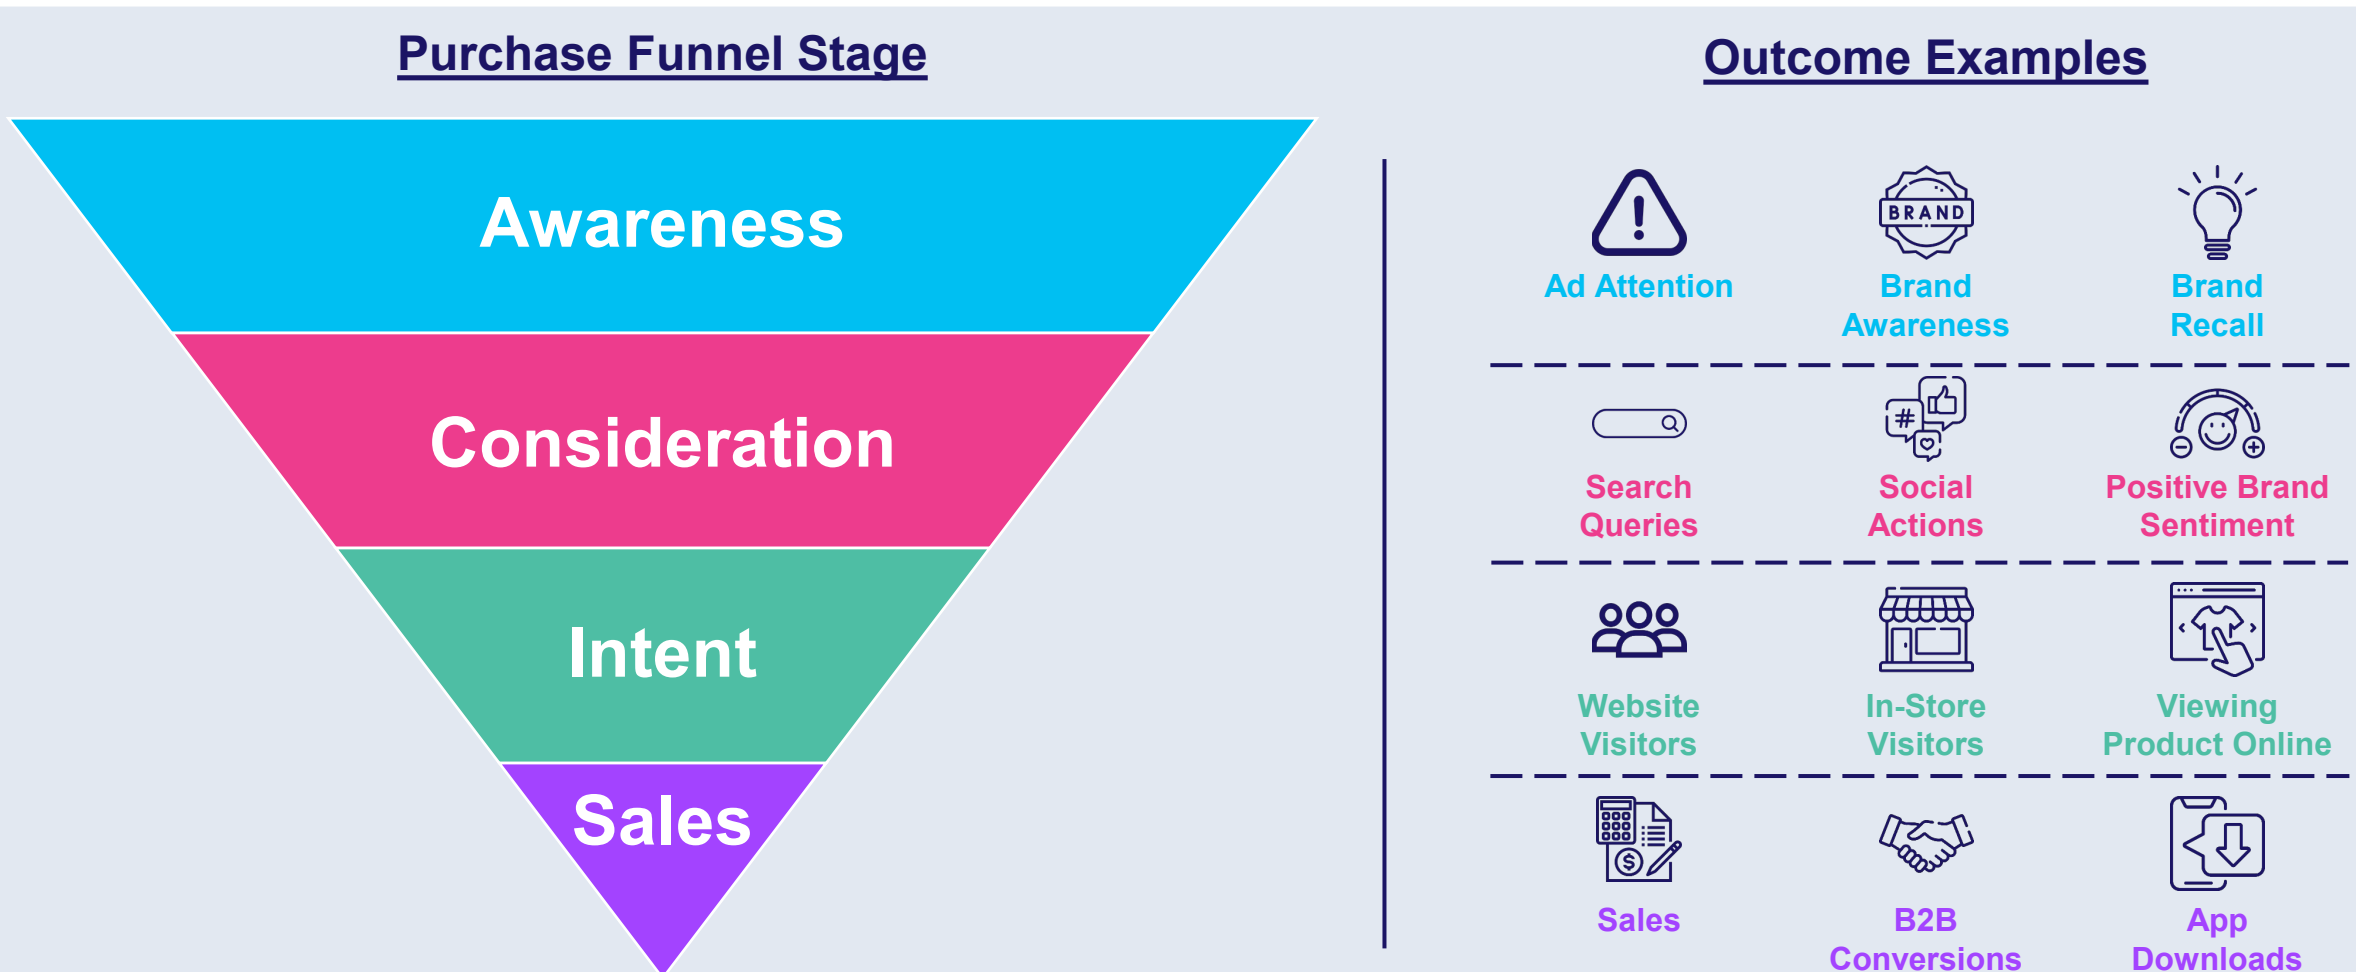 Purchase Funnel Stage
Outcome Examples
Awareness
BRAND
Ad Attention
Brand
Awareness
Brand
Recall
Consideration
#
Search
Queries
Social
Actions
Positive Brand
Sentiment
Intent
Website
Visitors
In-Store
Visitors
Viewing
Product Online
Sales
$
Sales
B2B
Conversions
App
Downloads